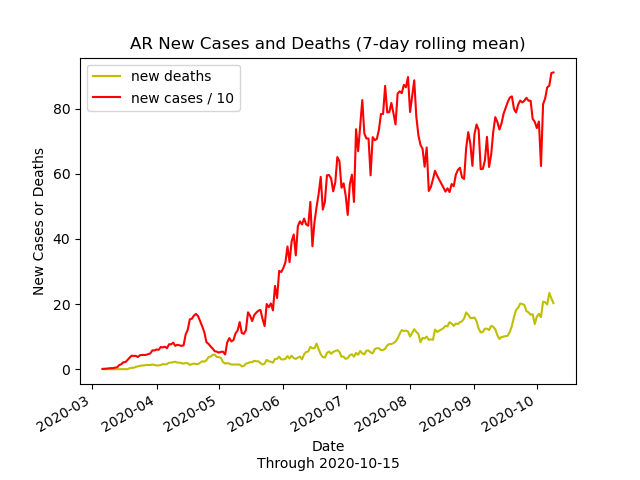 AR New Cases and Deaths (7-day rolling mean)
new deaths
new cases / 10
New Cases or Deaths
80
60
40
20
0
2020-03
2020-04
2020-05
2020-06
2020-07
2020-08
2020-09
2020-10
Date
Through 2020-10-15